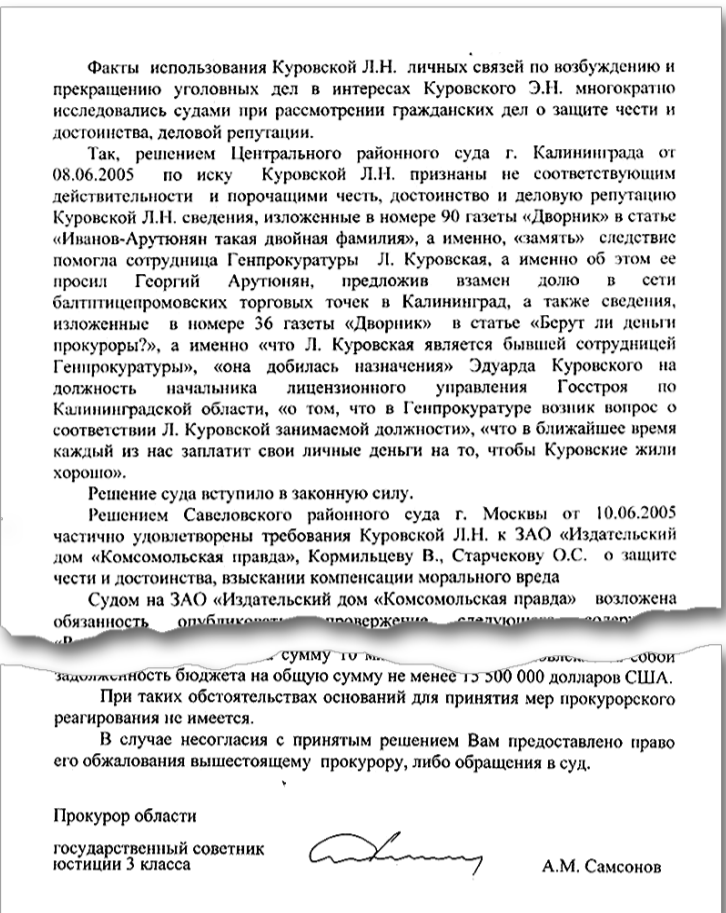 Факты использования Куровской Л.Н. личных связей по возбуждению и
прекращению уголовных дел в интересах Куровского Э.Н. многократно
исследовались судами при рассмотрении гражданских дел о защите чести и
достоинства, деловой репутации.
Так, решением Центрального районного суда г. Калининграда от
08.06.2005 по иску Куровской Л.Н. признаны не соответствующим
действительности и порочащими честь, достоинство и деловую репутацию
Куровской Л.Н. сведения, изложенные в номере 90 газеты «Дворник» в статье
«Иванов-Арутюнян такая двойная фамилия», а именно, «замять» следствие
помогла сотрудница Генпрокуратуры Л. Куровская, а именно об этом ее
просил Георгий Арутюнян, предложив взамен долю в сети
балтптицепромовских торговых точек в Калининград, а также сведения,
изложенные в номере 36 газеты «Дворник» в статье «Берут ли деньги
прокуроры?», а именно «что Л. Куровская является бывшей сотрудницей
Генпрокуратуры», «она добилась назначения» Эдуарда Куровского на
должность начальника лицензионного управления Госстроя по
Калининградской области, «о том, что в Генпрокуратуре возник вопрос о
соответствии Л. Куровской занимаемой должности», «что в ближайшее время
каждый из нас заплатит свои личные деньги на то, чтобы Куровские жили
хорошо».
Решение суда вступило в законную силу.
Решением Савеловского районного суда г. Москвы от 10.06.2005
частично удовлетворены требования Куровской Л.Н. к ЗАО «Издательский
дом «Комсомольская правда», Кормильцеву В., Старчекову О.С. о защите
чести и достоинства, взыскании компенсации морального вреда
Судом на ЗАО «Издательский дом «Комсомольская правда» возложена
обязанность
сумму 10 собой
задолженность бюджета на общую сумму не менее 15 500 000 долларов США.
При таких обстоятельствах оснований для принятия мер прокурорского
реагирования не имеется.
В случае несогласия с принятым решением Вам предоставлено право
его обжалования вышестоящему прокурору, либо обращения в суд.
Прокурор области
государственный советник
юстиции 3 класса
А.М. Самсонов